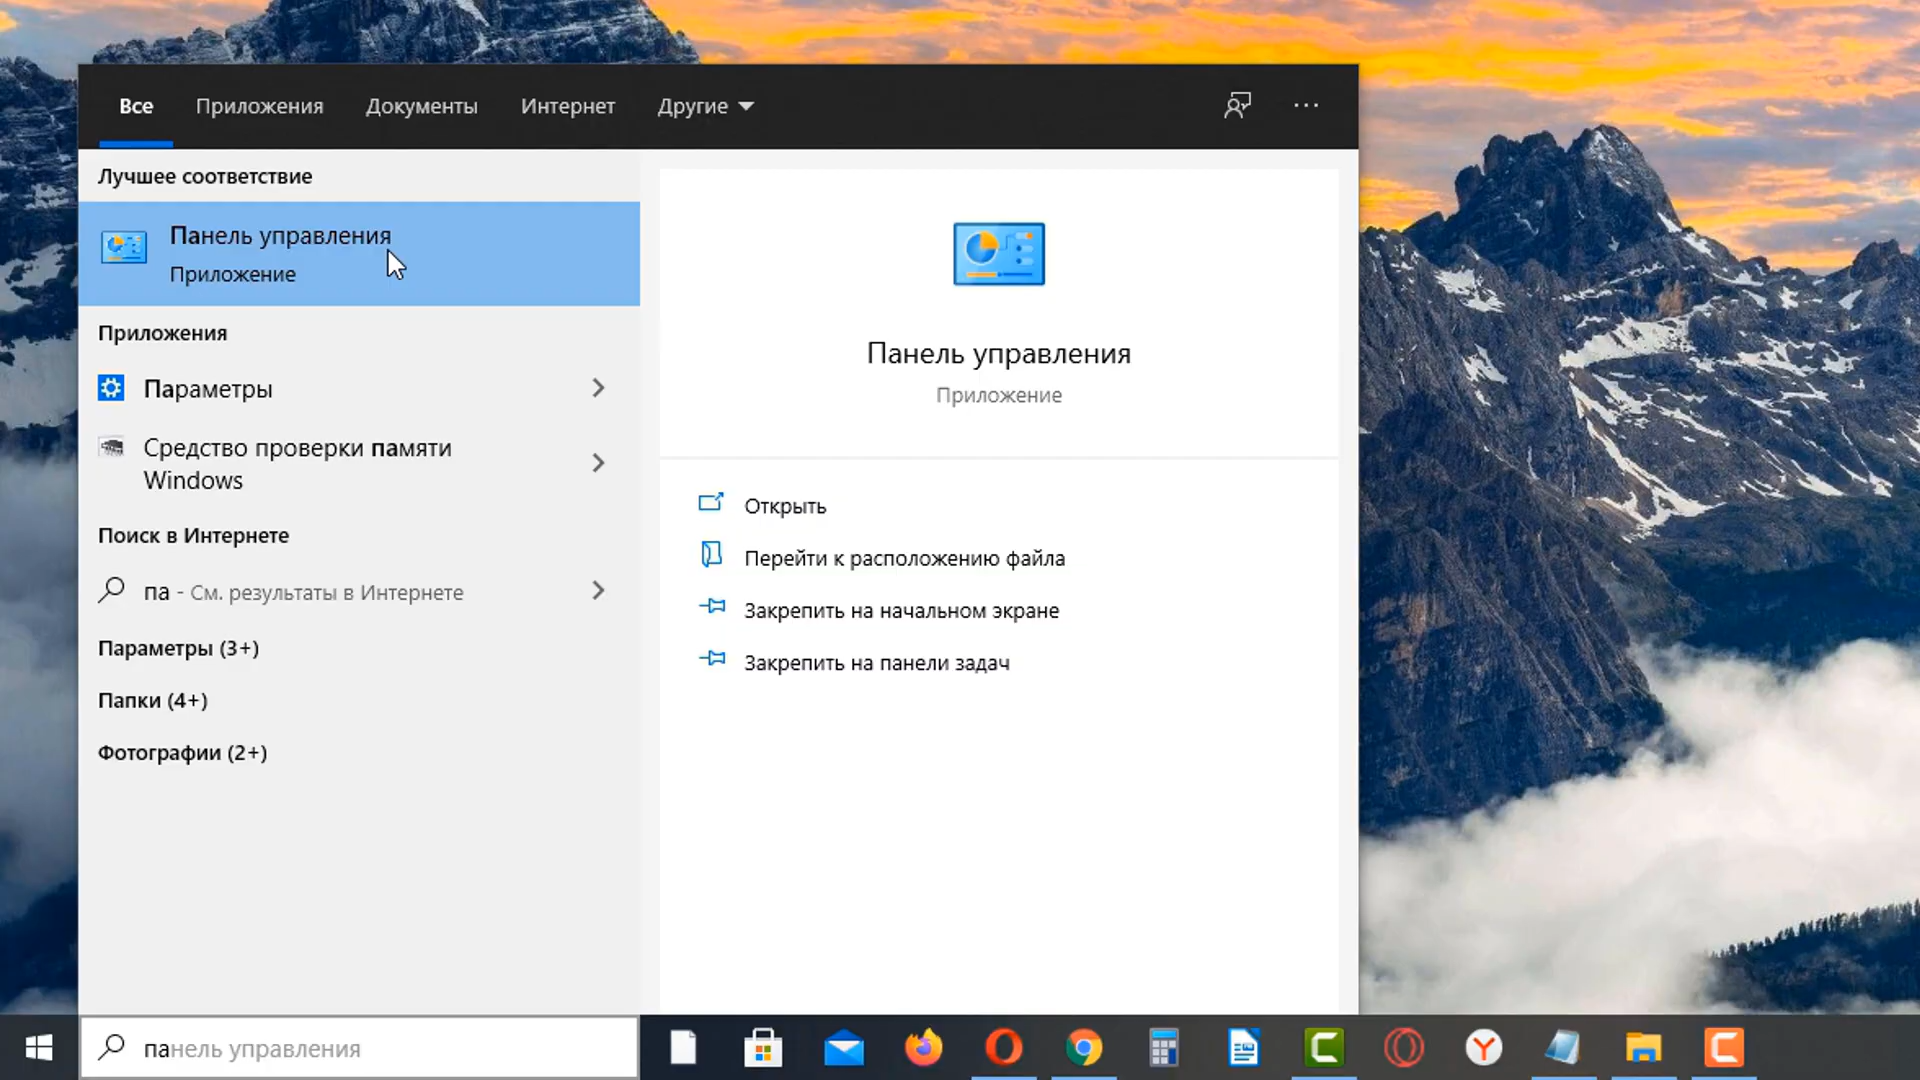 Все Приложения Документы Интернет Другие
Лучшее соответствие
Панель управления
Приложение
Приложения
Параметры
Средство проверки памяти
Windows
Поиск в Интернете
па - См. результаты в Интернете
Параметры (3+)
Папки (4+)
Фотографии (2+)
Панель управления
Приложение
Открыть
Перейти к расположению файла
Закрепить на начальном экране
Закрепить на панели задач
панель управления